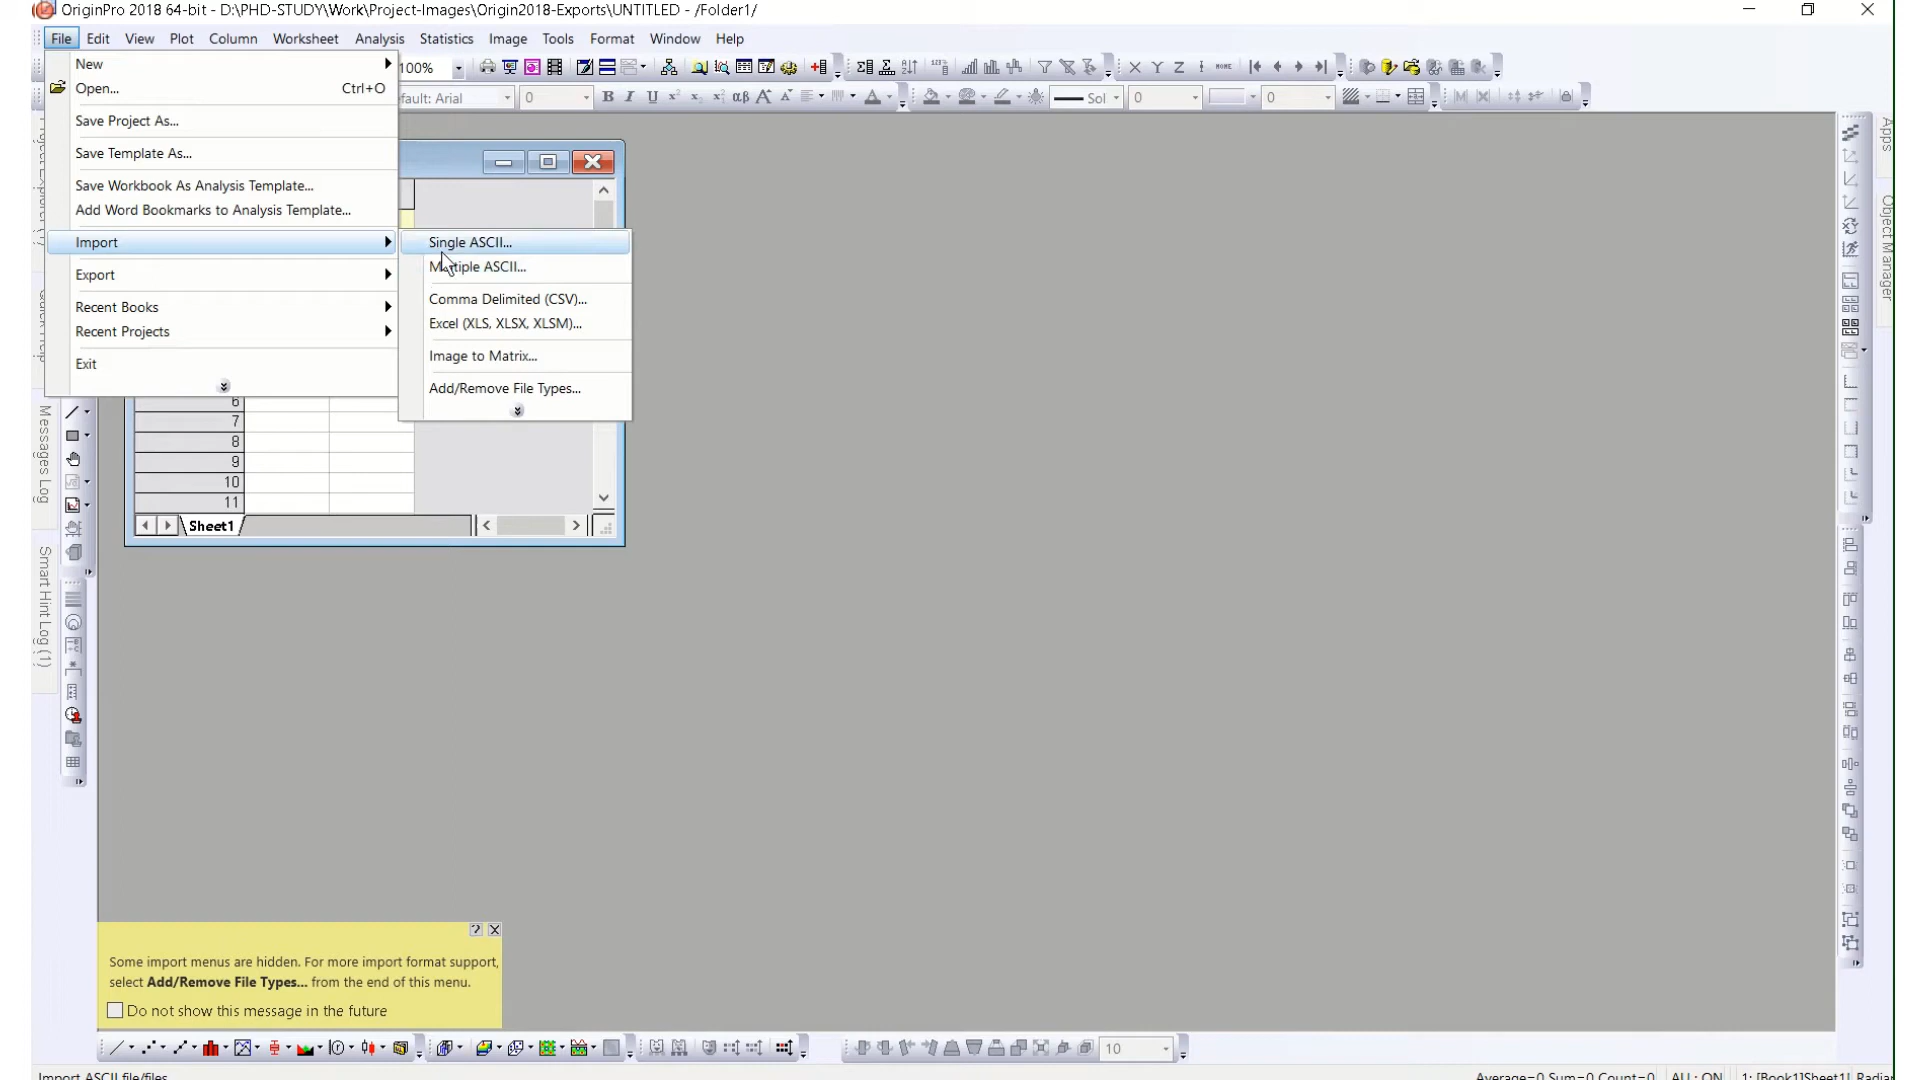 OriginPro 2018 64-bit - D:\PHD-STUDY\Work\Project-Images\Origin2018-Exports\UNTITLED - /Folder1/
File Edit View Plot Column Worksheet Analysis Statistics Image Tools Format Window Help
New
100%
Open... Ctrl+O
fault: Arial 0 B I U αβ A A Sol 0 0
Save Project As...
Save Template As...
Save Workbook As Analysis Template...
Add Word Bookmarks to Analysis Template...
Import
Export
Recent Books
Recent Projects
Exit
Single ASCII...
Multiple ASCII...
Comma Delimited (CSV)...
Excel (XLS, XLSX, XLSM)...
Image to Matrix...
Add/Remove File Types...
6
7
8
9
10
11
Sheet1
Messages Log
Smart Hint Log (1)
Apps
Object Manager
Some import menus are hidden. For more import format support,
select Add/Remove File Types... from the end of this menu.
Do not show this message in the future
10
Import ASCII file/files
Average=0 Sum=0 Count=0 AU : ON 1: [Book1]Sheet1! Radian